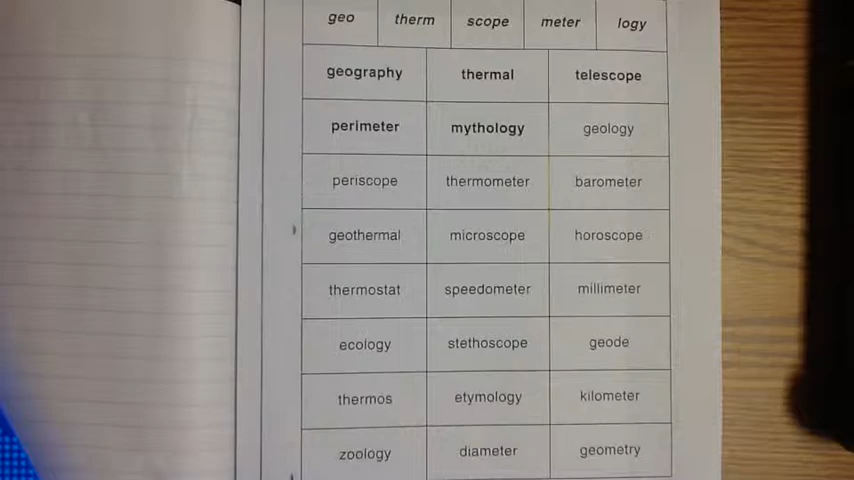 geo therm scope meter logy
geography thermal telescope
perimeter mythology geology
periscope thermometer barometer
geothermal microscope horoscope
thermostat speedometer millimeter
ecology stethoscope geode
thermos etymology kilometer
zoology diameter geometry